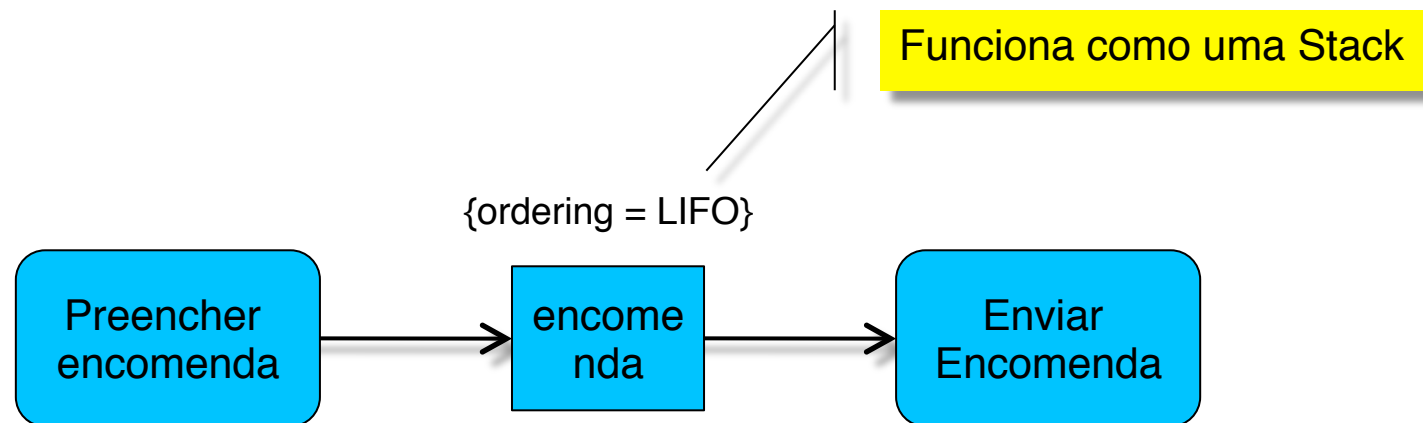 Funciona como uma Stack
{ordering = LIFO}
Preencher
encomenda
encome
nda
Enviar
Encomenda